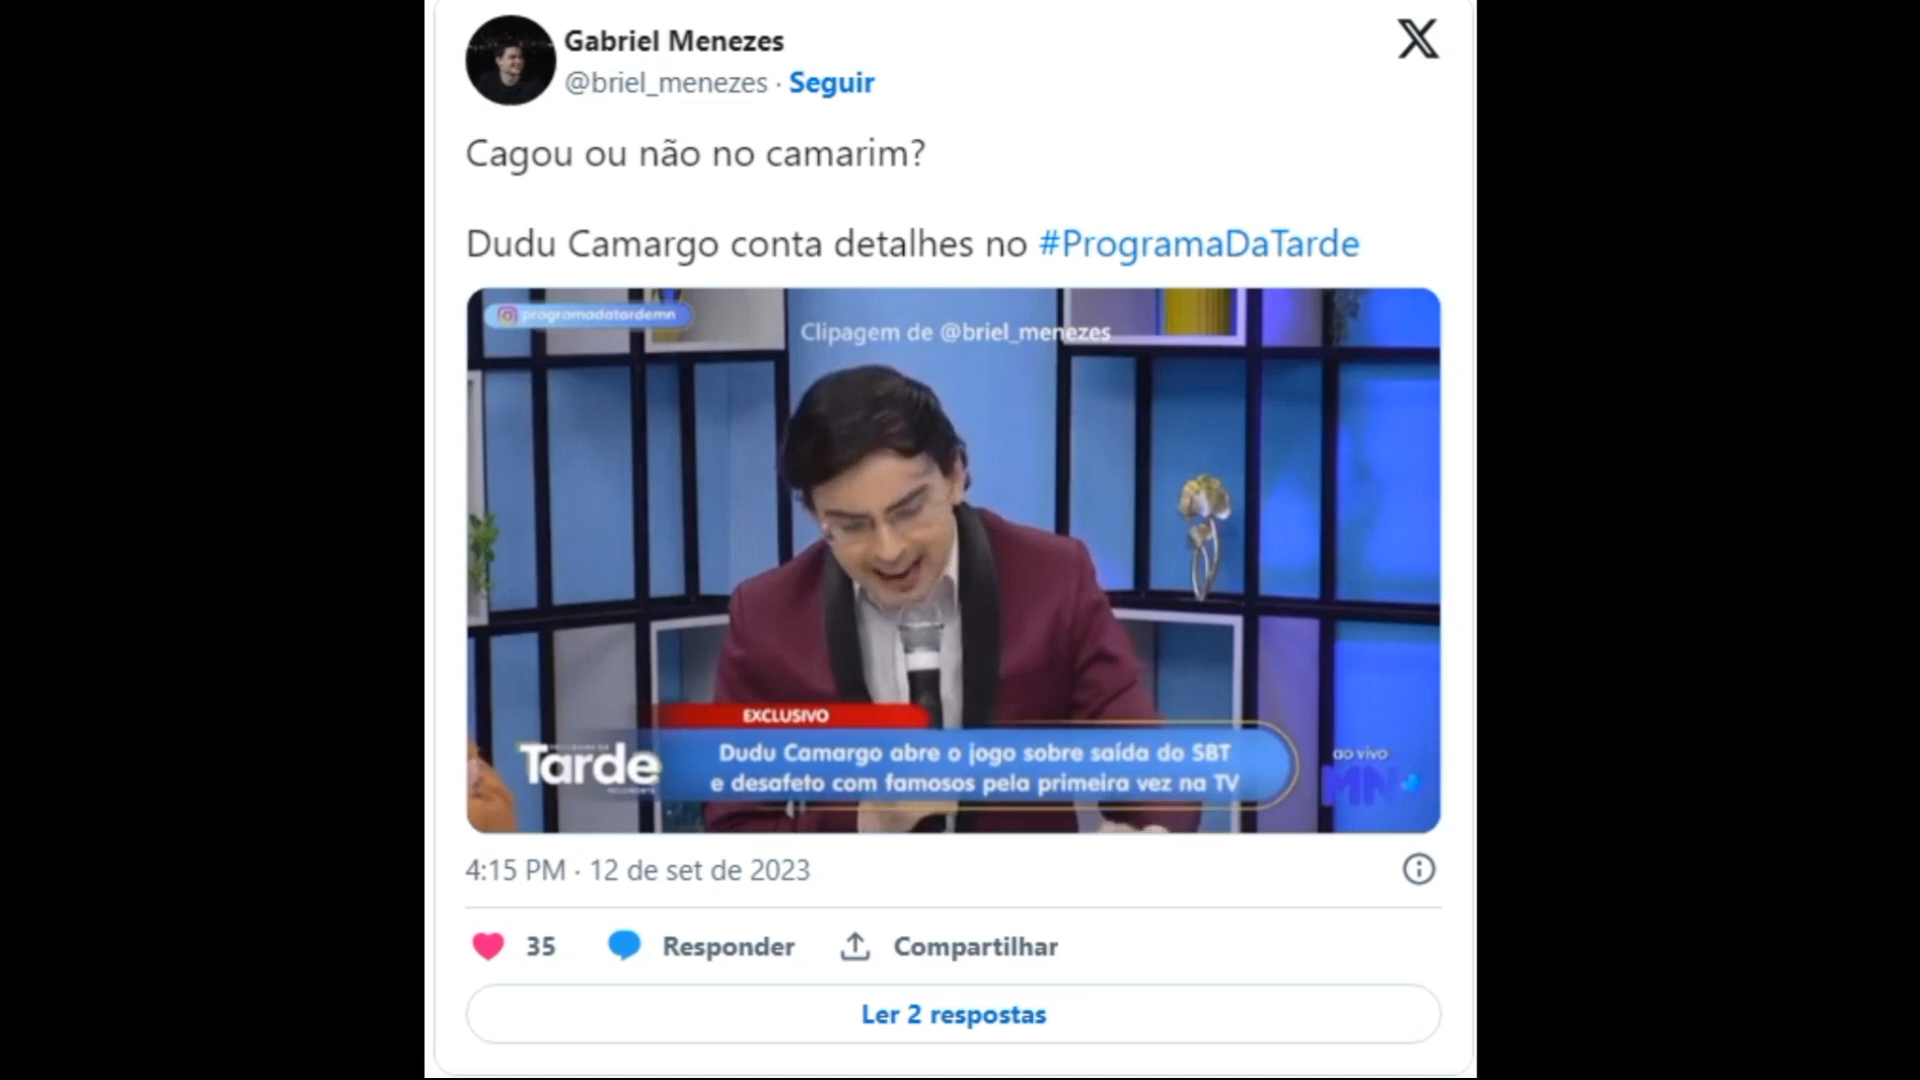 Gabriel Menezes
@briel_menezes · Seguir
Cagou ou não no camarim?
Dudu Camargo conta detalhes no #ProgramaDaTarde
programadatardemn
Clipagem de @briel_menezes
EXCLUSIVO
Tarde
Dudu Camargo abre o jogo sobre saída do SBT
e desafeto com famosos pela primeira vez na TV
ao vivo
MN
4:15 PM · 12 de set de 2023
35 Responder Compartilhar
Ler 2 respostas